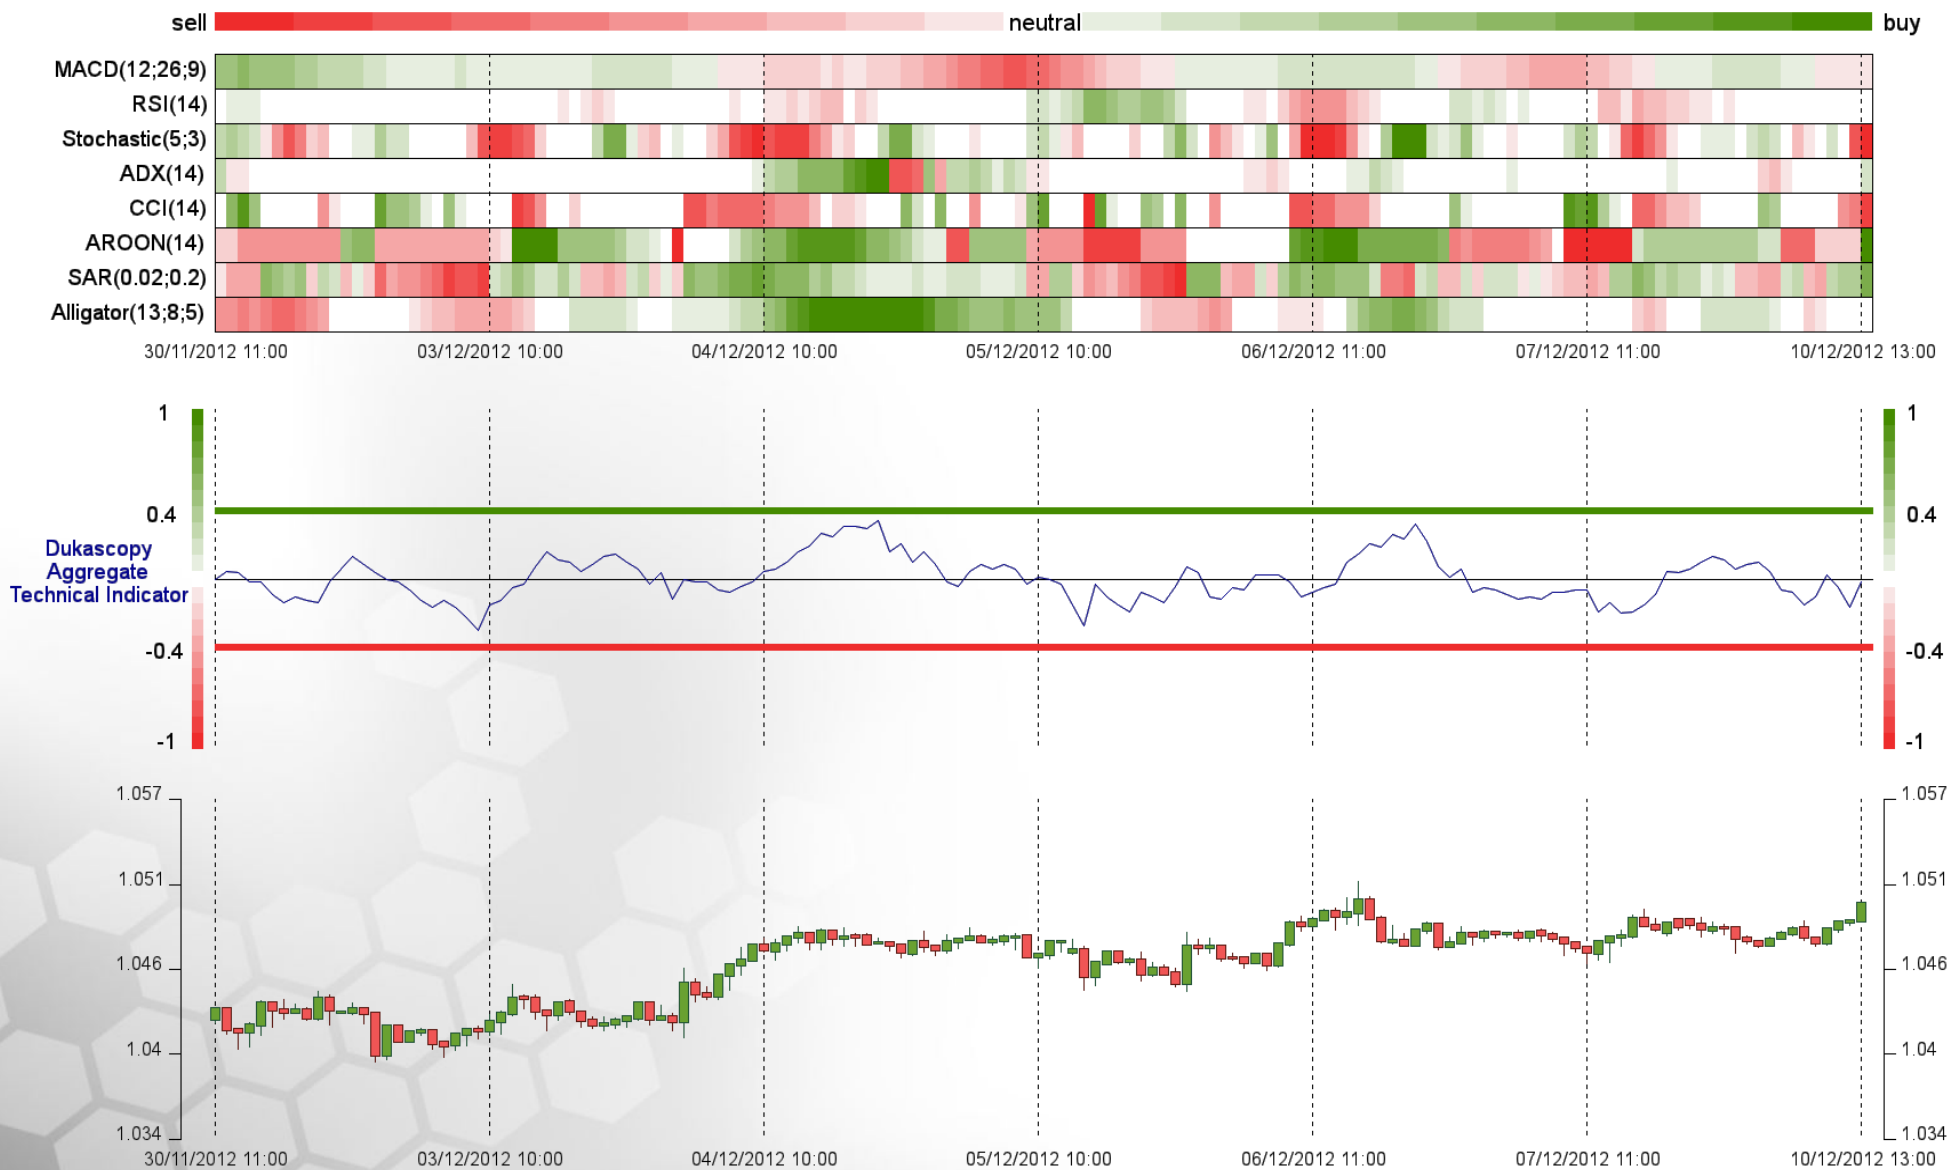 sell neutral buy
MACD(12;26;9)
RSI(14)
Stochastic(5;3)
ADX(14)
CCI(14)
AROON(14)
SAR(0.02;0.2)
Alligator(13;8;5)
30/11/2012 11:00 03/12/2012 10:00 04/12/2012 10:00 05/12/2012 10:00 06/12/2012 11:00 07/12/2012 11:00 10/12/2012 13:00
1 1
0.4 0.4
Dukascopy
Aggregate
Technical Indicator
-0.4 -0.4
-1 -1
1.057 1.057
1.051 1.051
1.046 1.046
1.04 1.04
1.034 1.034
30/11/2012 11:00 03/12/2012 10:00 04/12/2012 10:00 05/12/2012 10:00 06/12/2012 11:00 07/12/2012 11:00 10/12/2012 13:00